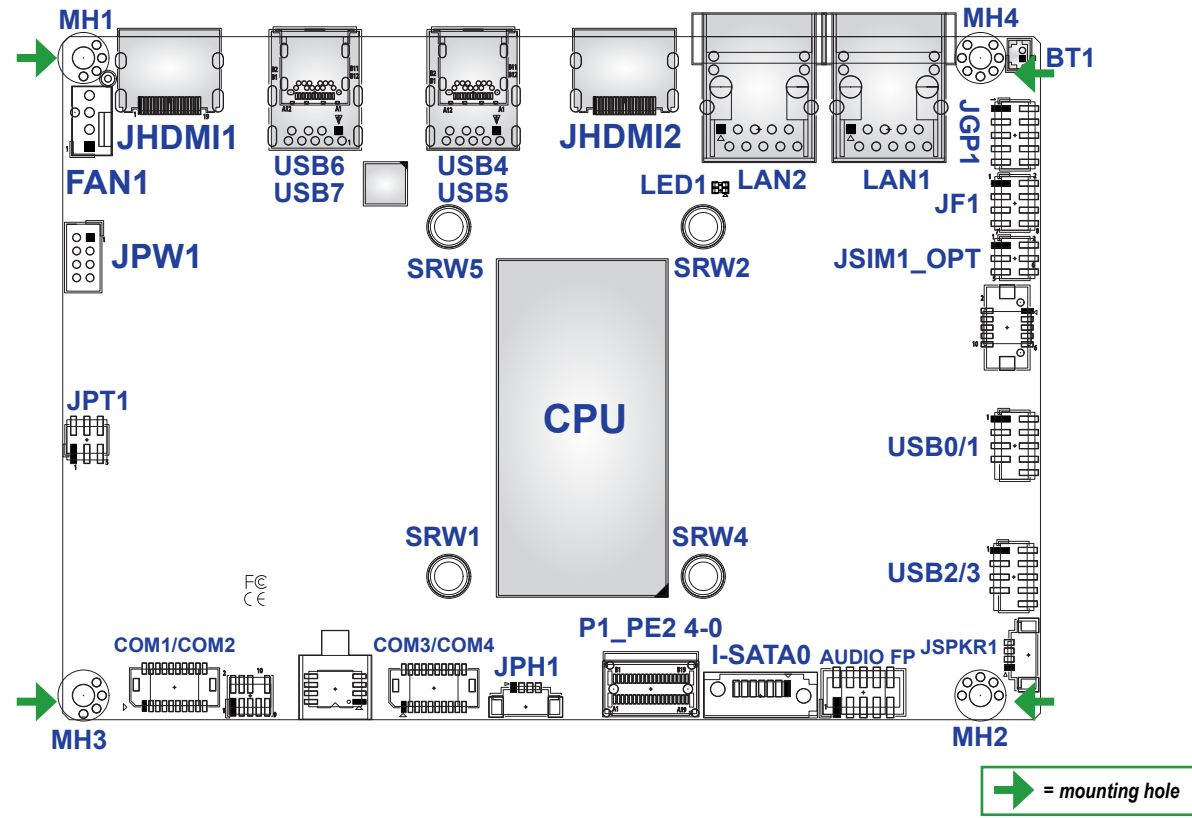 MH1
MH4
BT1
JHDMI1
JHDMI2
USB6
USB7
USB4
USB5
LED1
LAN2
LAN1
JGP1
FAN1
JF1
JPW1
SRW5
SRW2
JSIM1_OPT
JPT1
CPU
USB0/1
SRW1
SRW4
USB2/3
FC
CE
P1_PE2 4-0
COM1/COM2
COM3/COM4
JPH1
I-SATA0
AUDIO FP
JSPKR1
MH3
MH2
= mounting hole